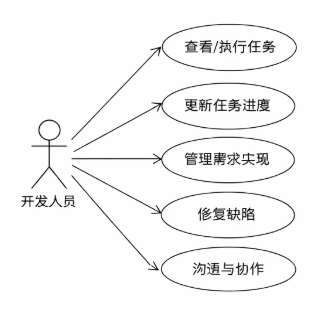 查看/执行任务
更新任务进度
管理需求实现
开发人员
修复缺陷
沟通与协作